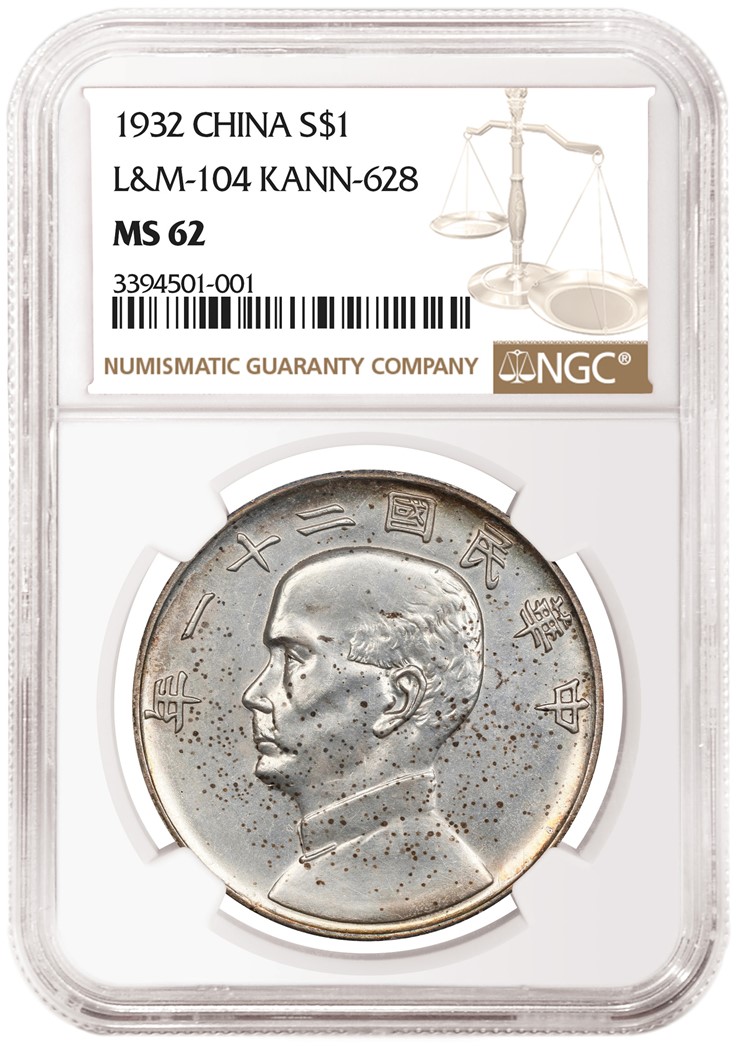 1932 CHINA S$1
L&M-104 KANN-628
MS 62
3394501-001
NUMISMATIC GUARANTY COMPANY
NGC®
中華民國二十一年